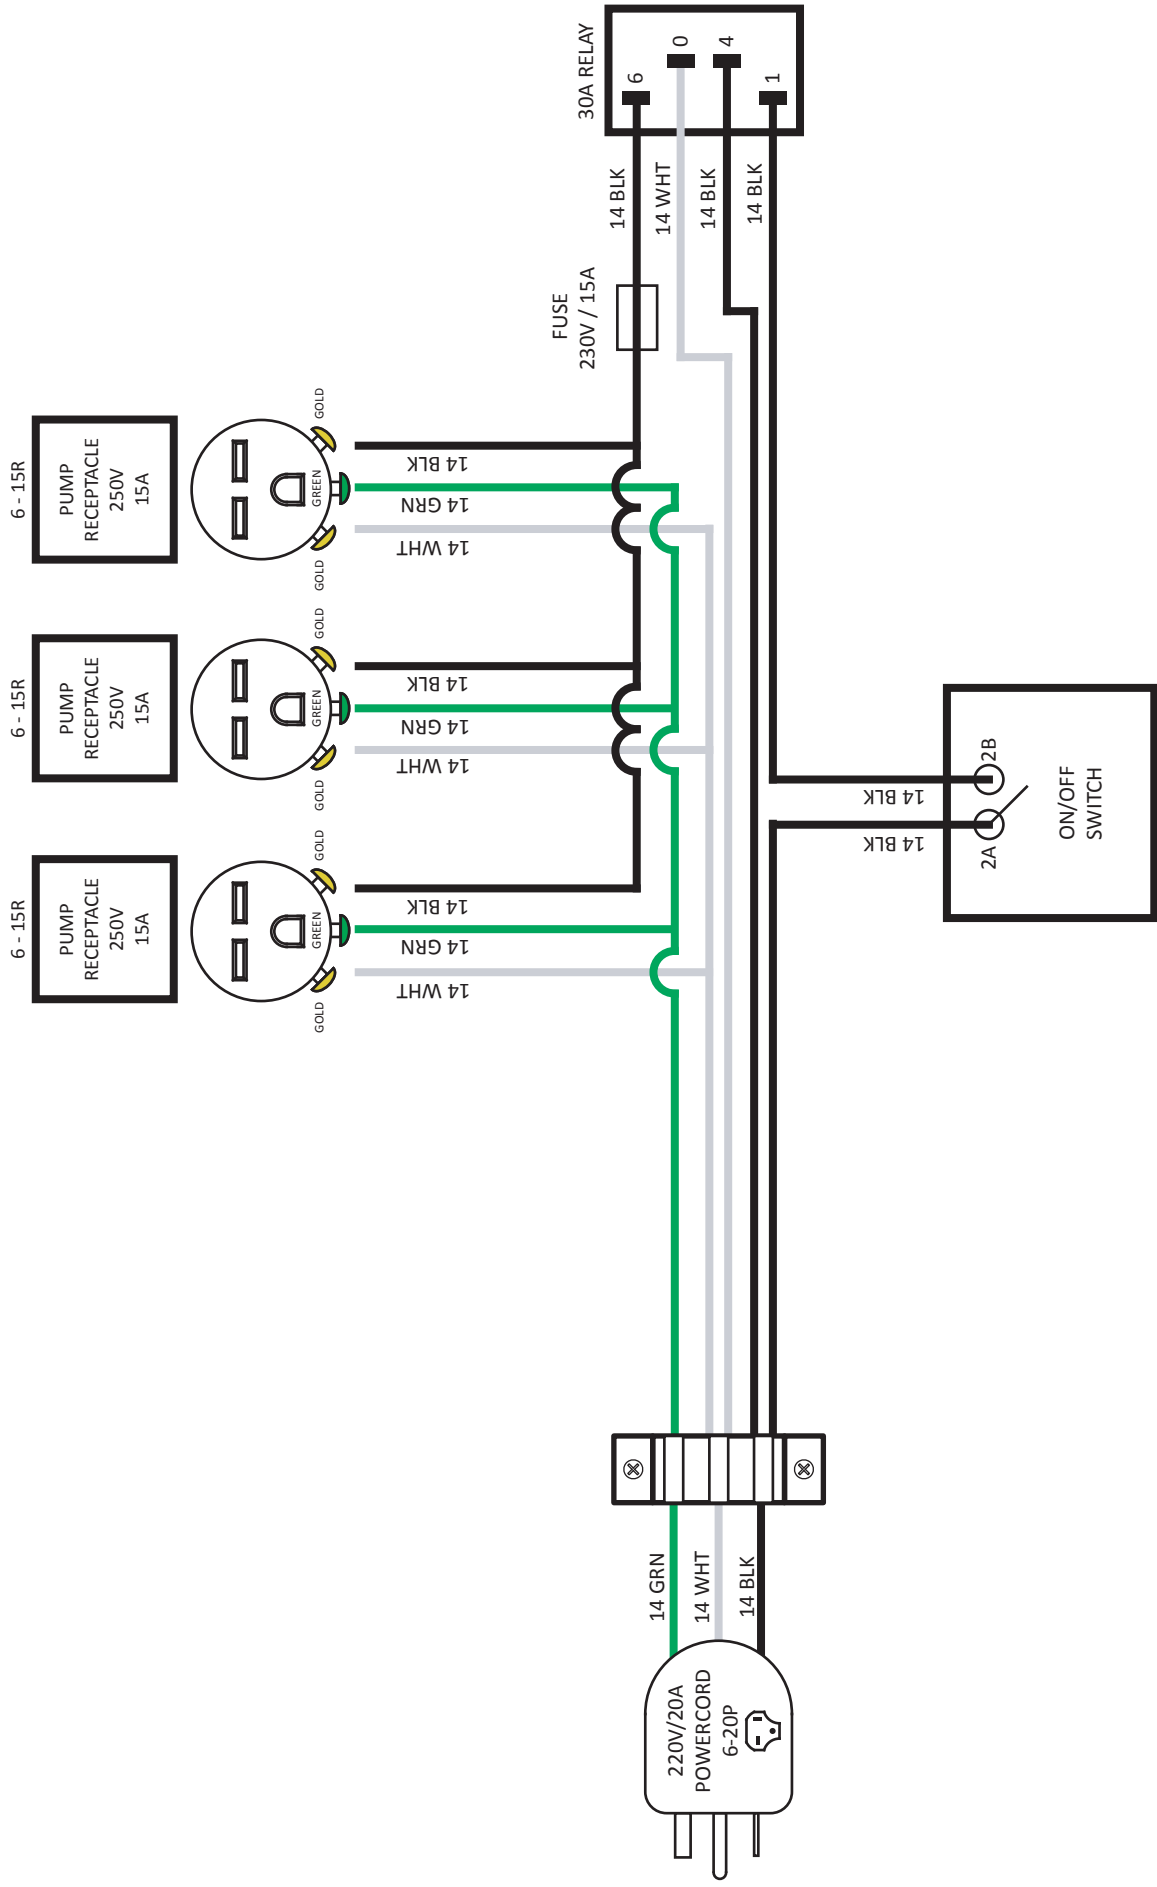 6 - 15R
PUMP
RECEPTACLE
250V
15A
6 - 15R
PUMP
RECEPTACLE
250V
15A
6 - 15R
PUMP
RECEPTACLE
250V
15A
GOLD
GREEN
GOLD
GOLD
GREEN
GOLD
GOLD
GREEN
GOLD
14 WHT
14 GRN
14 BLK
14 WHT
14 GRN
14 BLK
14 WHT
14 GRN
14 BLK
FUSE
230V / 15A
30A RELAY
14 BLK
6
14 WHT
0
14 BLK
4
14 BLK
1
220V/20A
POWERCORD
6-20P
14 GRN
14 WHT
14 BLK
14 BLK
14 BLK
2A
2B
ON/OFF
SWITCH